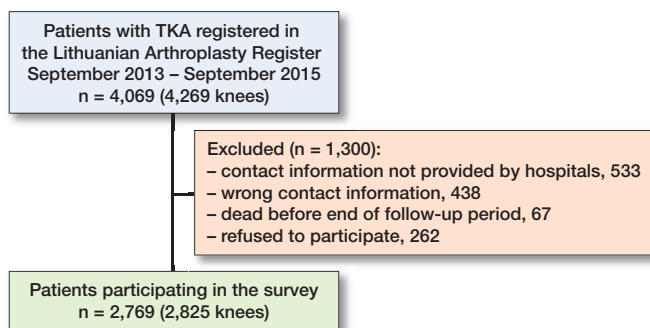 Patients with TKA registered in
the Lithuanian Arthroplasty Register
September 2013 – September 2015
n = 4,069 (4,269 knees)
Excluded (n = 1,300):
– contact information not provided by hospitals, 533
– wrong contact information, 438
– dead before end of follow-up period, 67
– refused to participate, 262
Patients participating in the survey
n = 2,769 (2,825 knees)